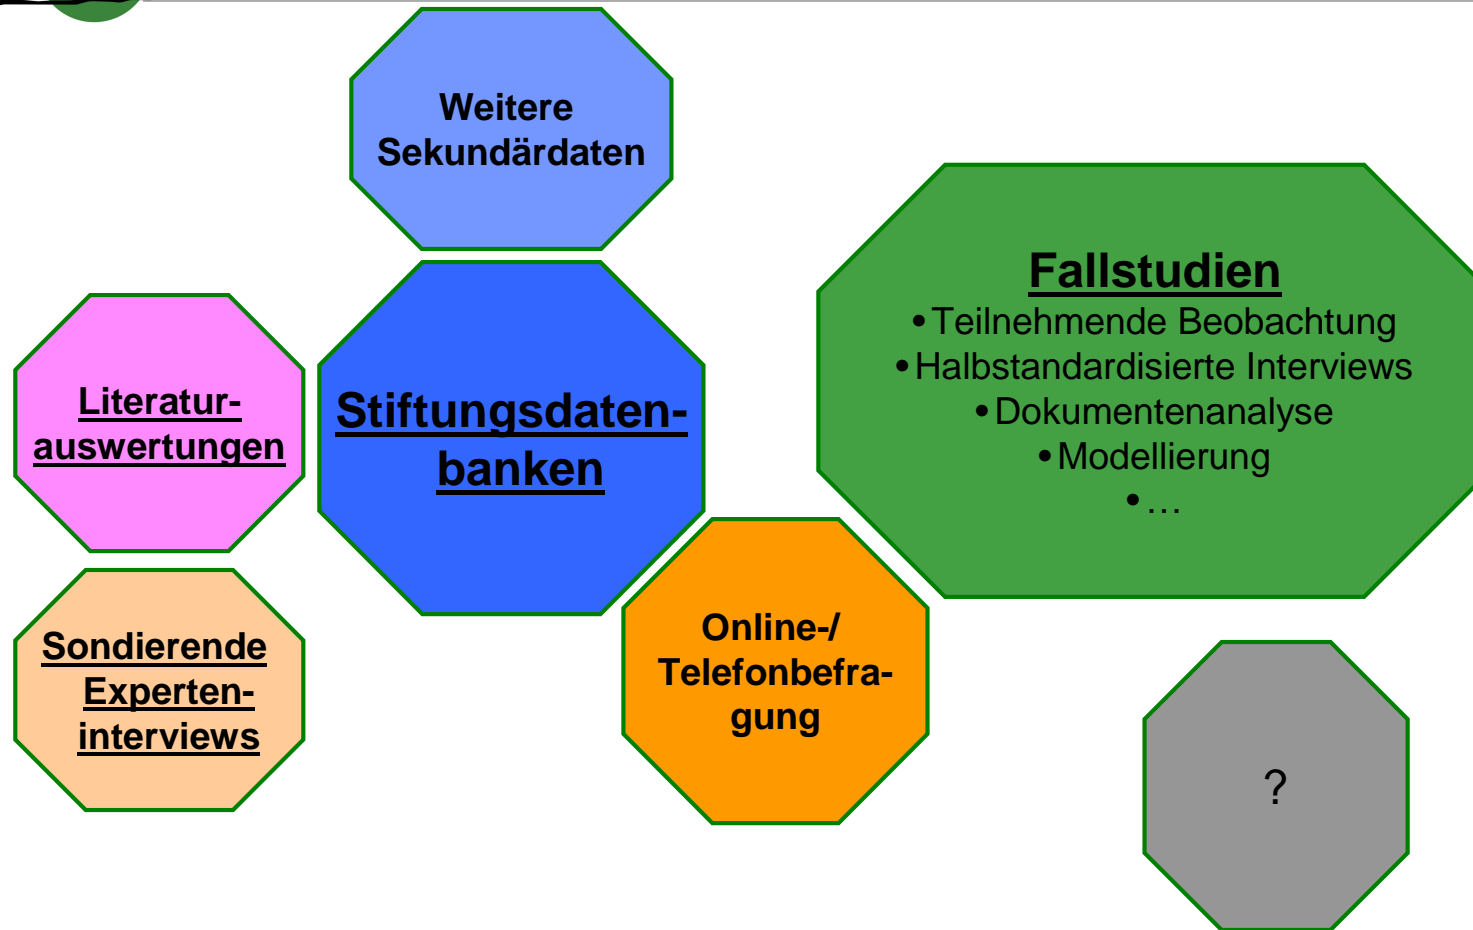 Weitere
Sekundärdaten
Literatur-
auswertungen
Stiftungsdaten-
banken
Fallstudien
•Teilnehmende Beobachtung
•Halbstandardisierte Interviews
•Dokumentenanalyse
•Modellierung
•…
Sondierende
Experten-
interviews
Online-/
Telefonbefra-
gung
?